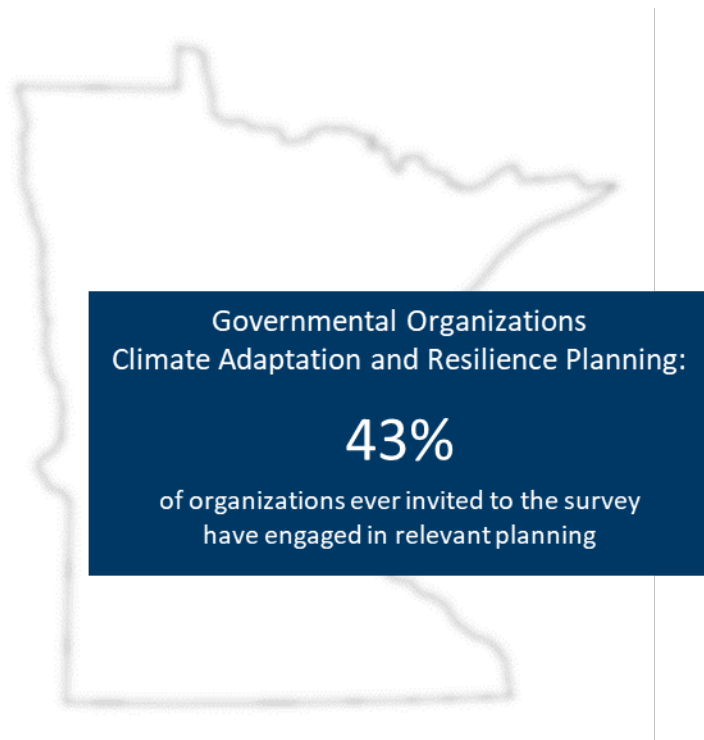 Governmental Organizations
Climate Adaptation and Resilience Planning:
43%
of organizations ever invited to the survey
have engaged in relevant planning